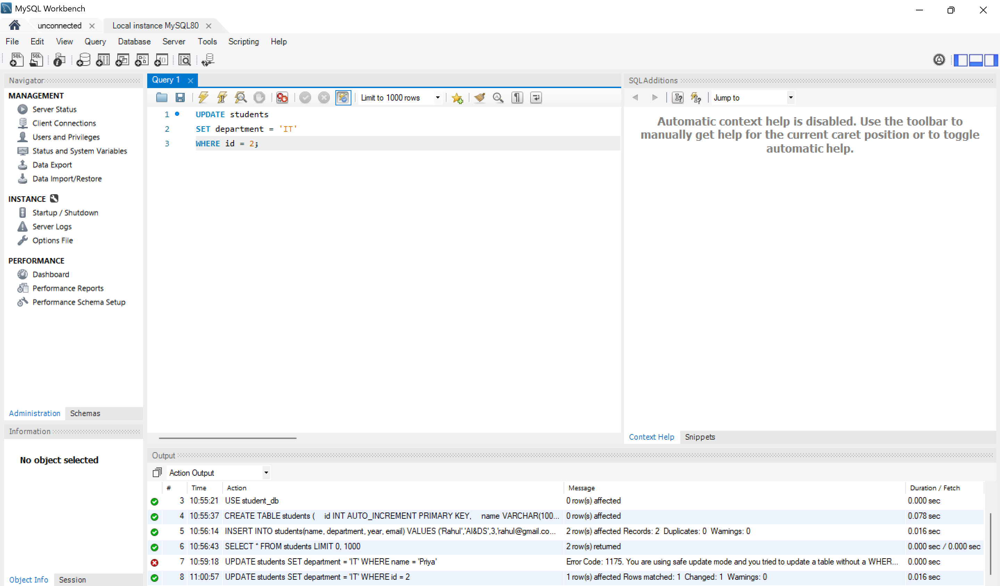 MySQL Workbench
unconnected
Local instance MySQL80
File Edit View Query Database Server Tools Scripting Help
Navigator
MANAGEMENT
Server Status
Client Connections
Users and Privileges
Status and System Variables
Data Export
Data Import/Restore
INSTANCE
Startup / Shutdown
Server Logs
Options File
PERFORMANCE
Dashboard
Performance Reports
Performance Schema Setup
Administration Schemas
Information
No object selected
Object Info Session
Query 1
Limit to 1000 rows
1 UPDATE students
2 SET department = 'IT'
3 WHERE id = 2;
SQLAdditions
Jump to
Automatic context help is disabled. Use the toolbar to
manually get help for the current caret position or to toggle
automatic help.
Context Help Snippets
Output
Action Output
# Time Action Message Duration / Fetch
3 10:55:21 USE student_db 0 row(s) affected 0.000 sec
4 10:55:37 CREATE TABLE students ( id INT AUTO_INCREMENT PRIMARY KEY, name VARCHAR(100... 0 row(s) affected 0.078 sec
5 10:56:14 INSERT INTO students(name, department, year, email) VALUES ('Rahul','AI&DS',3,'rahul@gmail.co... 2 row(s) affected Records: 2 Duplicates: 0 Warnings: 0 0.016 sec
6 10:56:43 SELECT * FROM students LIMIT 0, 1000 2 row(s) returned 0.000 sec / 0.000 sec
7 10:59:18 UPDATE students SET department = 'IT' WHERE name = 'Priya' Error Code: 1175. You are using safe update mode and you tried to update a table without a WHER... 0.000 sec
8 11:00:57 UPDATE students SET department = 'IT' WHERE id = 2 1 row(s) affected Rows matched: 1 Changed: 1 Warnings: 0 0.016 sec